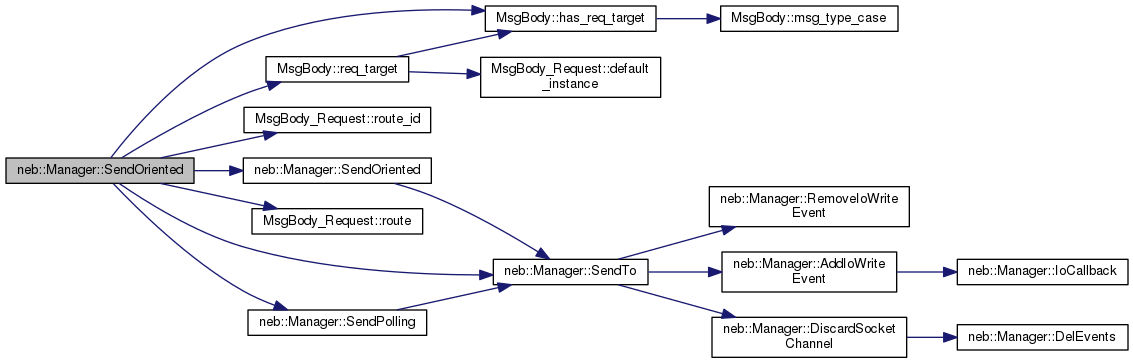 MsgBody::has_req_target
MsgBody::msg_type_case
MsgBody::req_target
MsgBody_Request::default
_instance
MsgBody_Request::route_id
neb::Manager::SendOriented
neb::Manager::SendOriented
MsgBody_Request::route
neb::Manager::RemoveIoWrite
Event
neb::Manager::SendTo
neb::Manager::AddIoWrite
Event
neb::Manager::IoCallback
neb::Manager::SendPolling
neb::Manager::DiscardSocket
Channel
neb::Manager::DelEvents